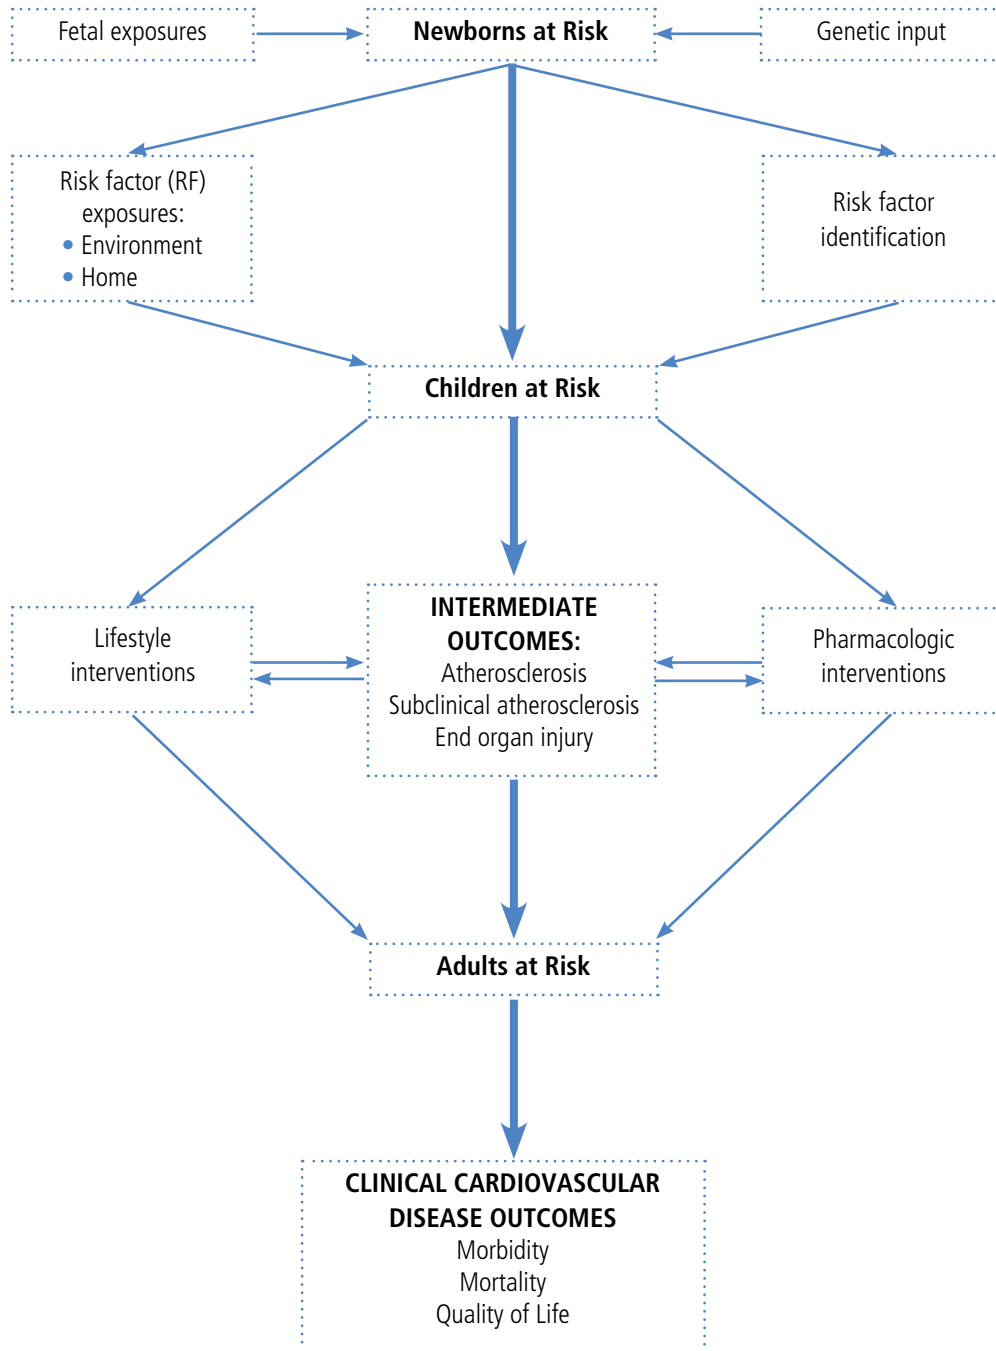 Fetal exposures
Newborns at Risk
Genetic input
Risk factor (RF)
exposures:
• Environment
• Home
Risk factor
identification
Children at Risk
Lifestyle
interventions
INTERMEDIATE
OUTCOMES:
Atherosclerosis
Subclinical atherosclerosis
End organ injury
Pharmacologic
interventions
Adults at Risk
CLINICAL CARDIOVASCULAR
DISEASE OUTCOMES
Morbidity
Mortality
Quality of Life